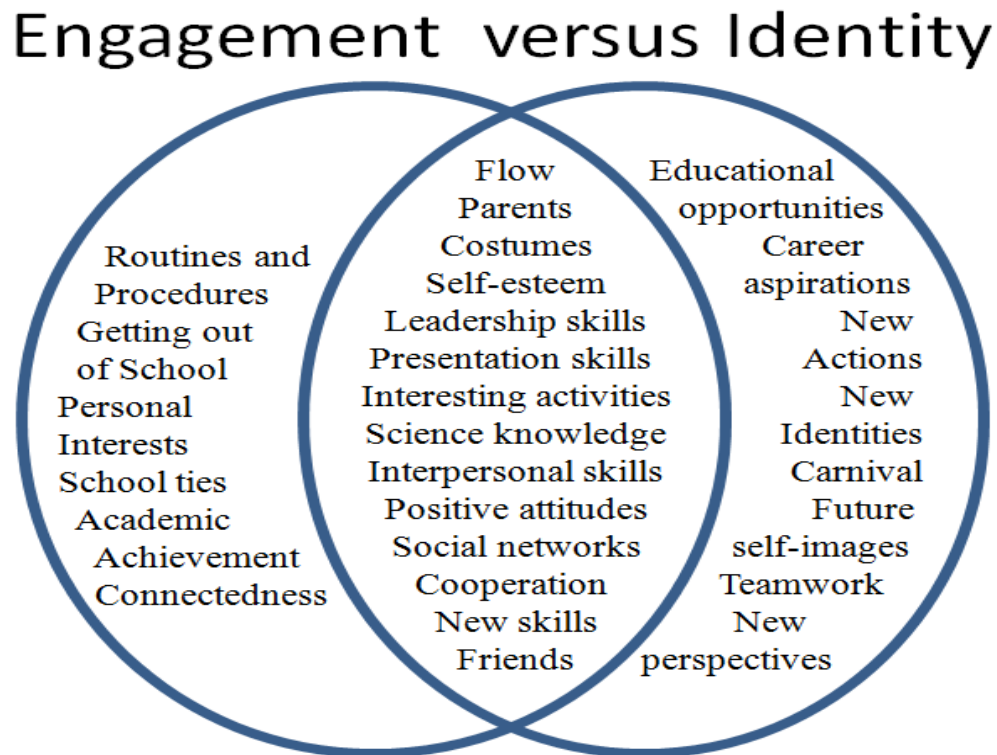 Engagement versus Identity
Routines and
Procedures
Getting out
of School
Personal
Interests
School ties
Academic
Achievement
Connectedness
Flow
Parents
Costumes
Self-esteem
Leadership skills
Presentation skills
Interesting activities
Science knowledge
Interpersonal skills
Positive attitudes
Social networks
Cooperation
New skills
Friends
Educational
opportunities
Career
aspirations
New
Actions
New
Identities
Carnival
Future
self-images
Teamwork
New
perspectives